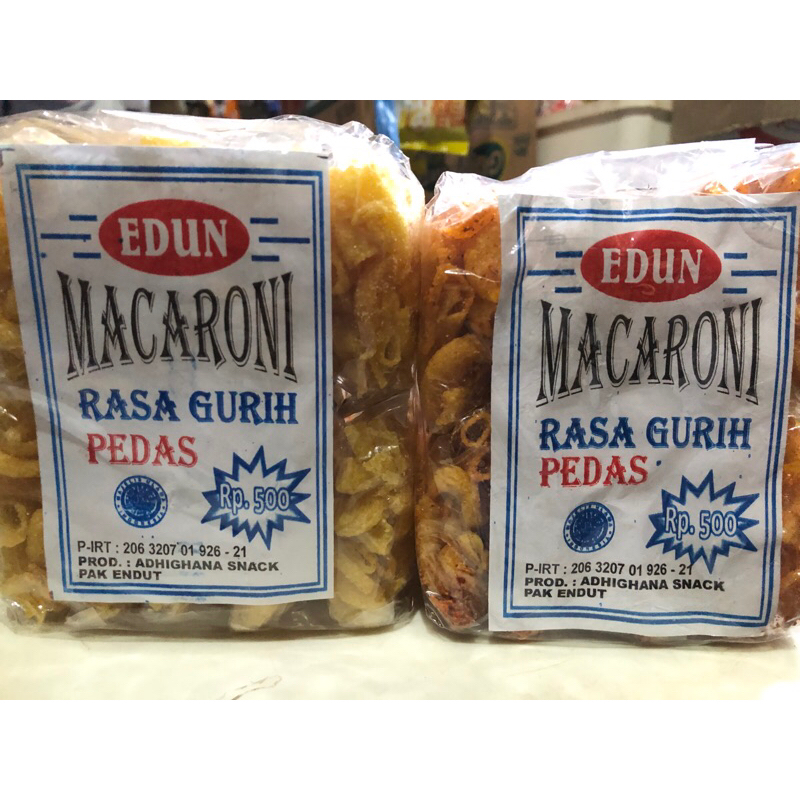 EDUN
MACARONI
RASA GURIH
PEDAS
Rp. 500
P-IRT : 206 3207 01 926 - 21
PROD. : ADHIGHANA SNACK
PAK ENDUT
EDUN
MACARONI
RASA GURIH
PEDAS
Rp. 500
P-IRT : 206 3207 01 926 - 21
PROD. : ADHIGHANA SNACK
PAK ENDUT